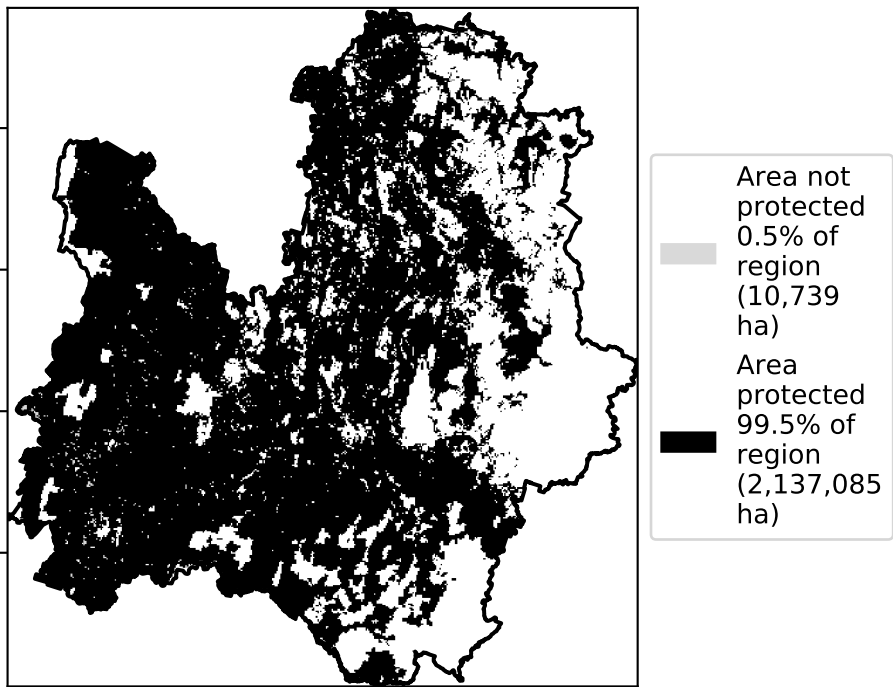 Area not
protected
0.5% of
region
(10,739
ha)
Area
protected
99.5% of
region
(2,137,085
ha)